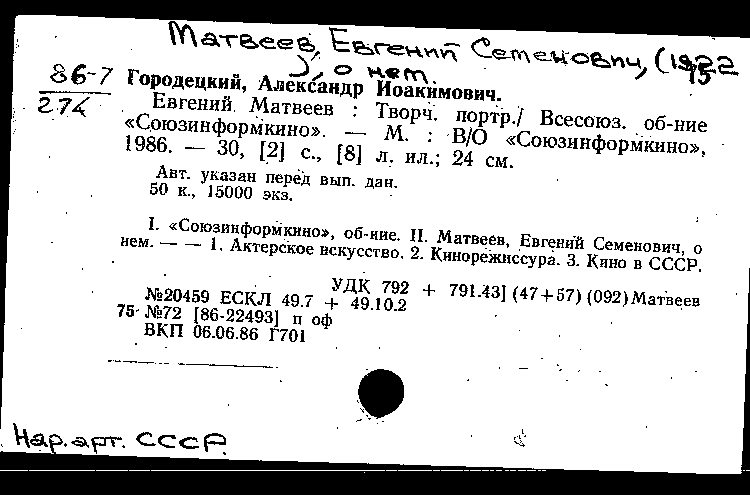 Матвеев, Евгений Семенович, (1922
), о нем.
86-7
274
Городецкий, Александр Иоакимович.
Евгений Матвеев : Творч. портр./ Всесоюз. об-ние
«Союзинформкино». — М. : В/О «Союзинформкино»,
1986. — 30, [2] с., [8] л. ил.; 24 см.
Авт. указан перед вып. дан.
50 к., 15000 экз.
I. «Союзинформкино», об-ние. II. Матвеев, Евгений Семенович, о
нем. — — 1. Актерское искусство. 2. Кинорежиссура. 3. Кино в СССР.
УДК 792 + 791.43] (47+57) (092) Матвеев
№20459 ЕСКЛ 49.7 + 49.10.2
75- №72 [86-22493] п оф
ВКП 06.06.86 Г701
Нар. арт. СССР